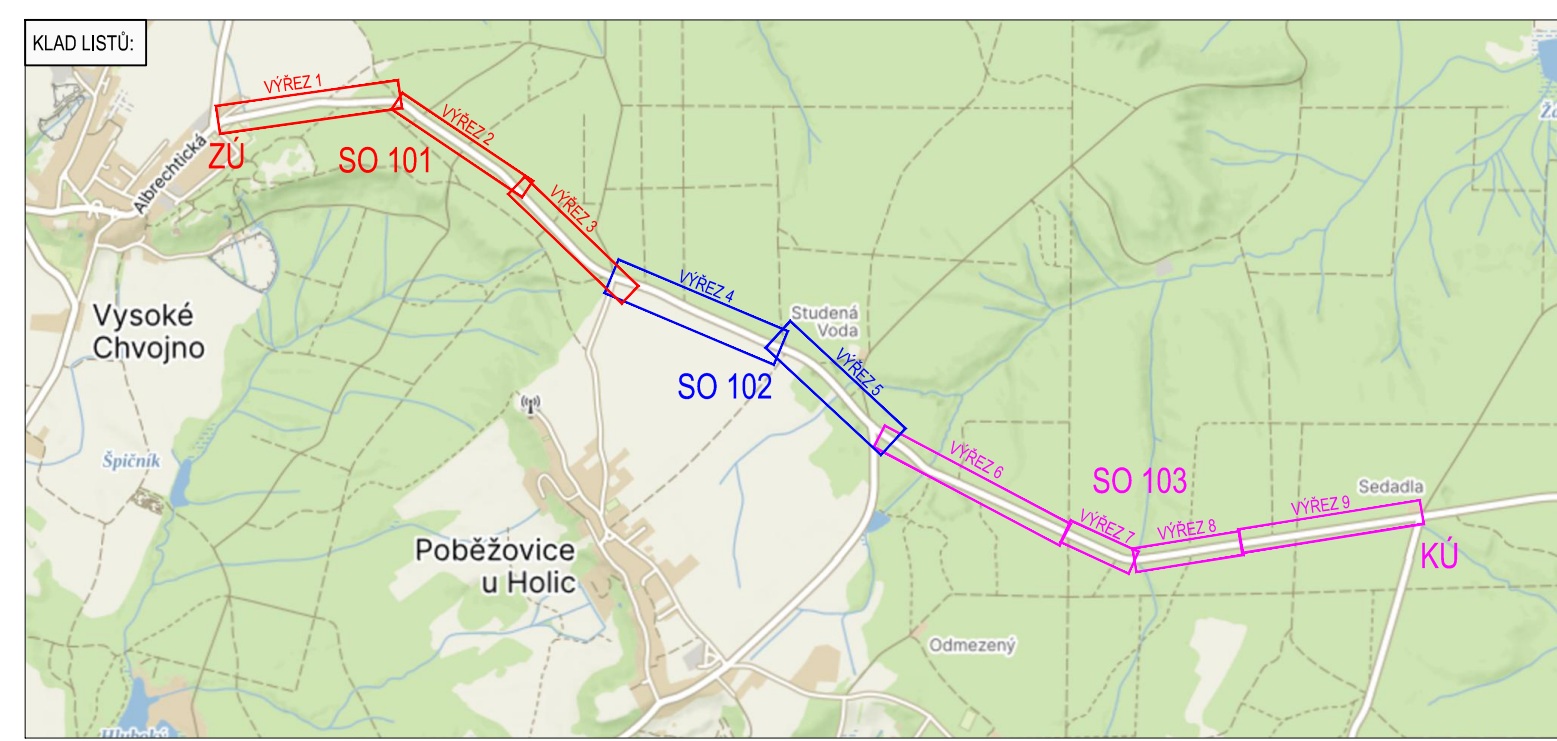 KLAD LISTŮ:
VÝŘEZ 1
VÝŘEZ 2
Albrechtická
ZÚ
SO 101
VÝŘEZ 3
VÝŘEZ 4
Vysoké
Chvojno
Studená
Voda
VÝŘEZ 5
SO 102
Špičník
VÝŘEZ 6
SO 103
Sedadla
VÝŘEZ 7
VÝŘEZ 8
VÝŘEZ 9
KÚ
Poběžovice
u Holic
Odmezený